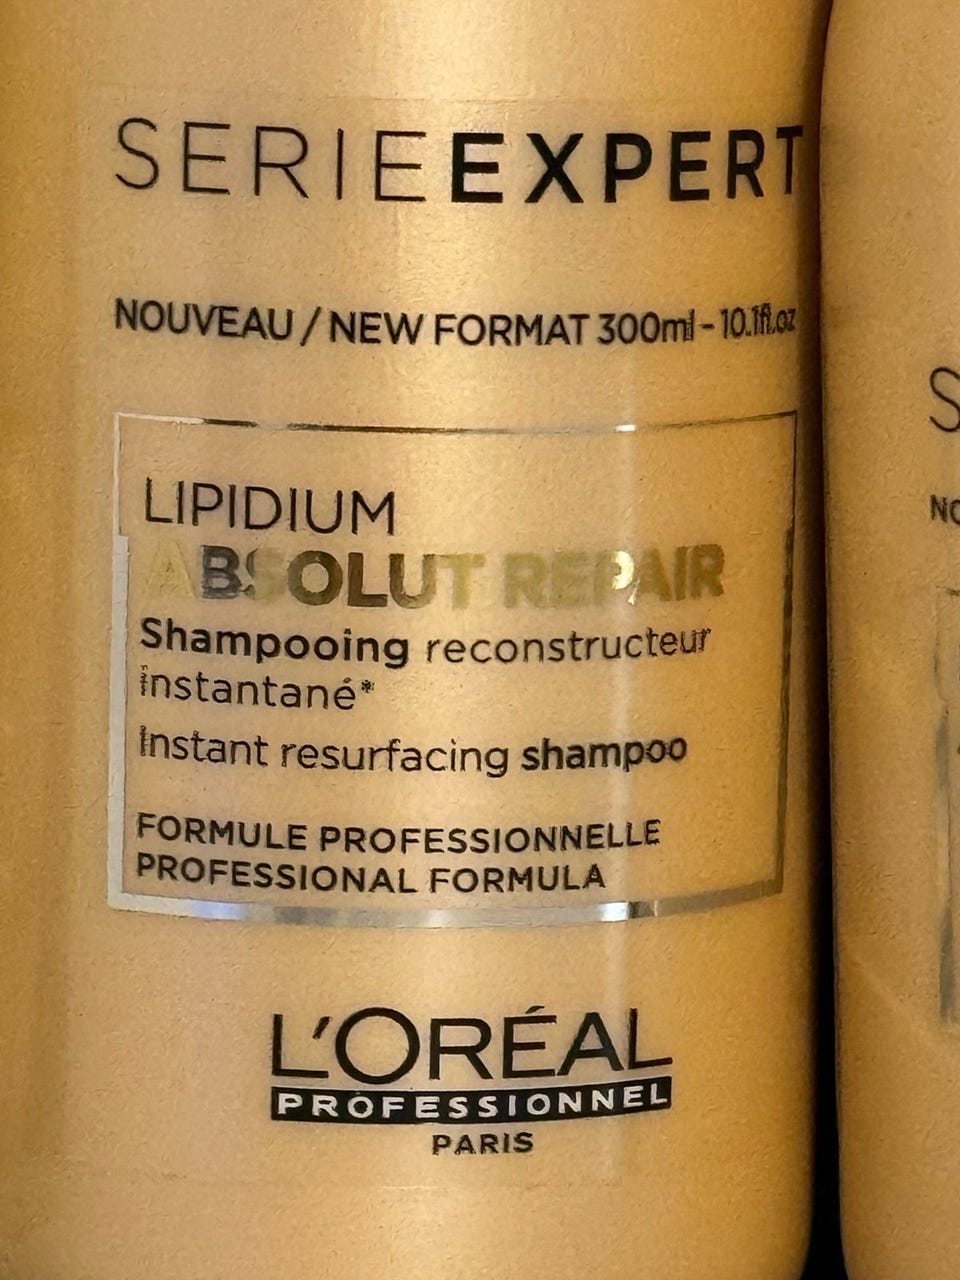 SERIEEXPERT
NOUVEAU / NEW FORMAT 300ml - 10.1fl.oz
LIPIDIUM
ABSOLUT REPAIR
Shampooing reconstructeur
instantané*
Instant resurfacing shampoo
FORMULE PROFESSIONNELLE
PROFESSIONAL FORMULA
L'ORÉAL
PROFESSIONNEL
PARIS
S
NO